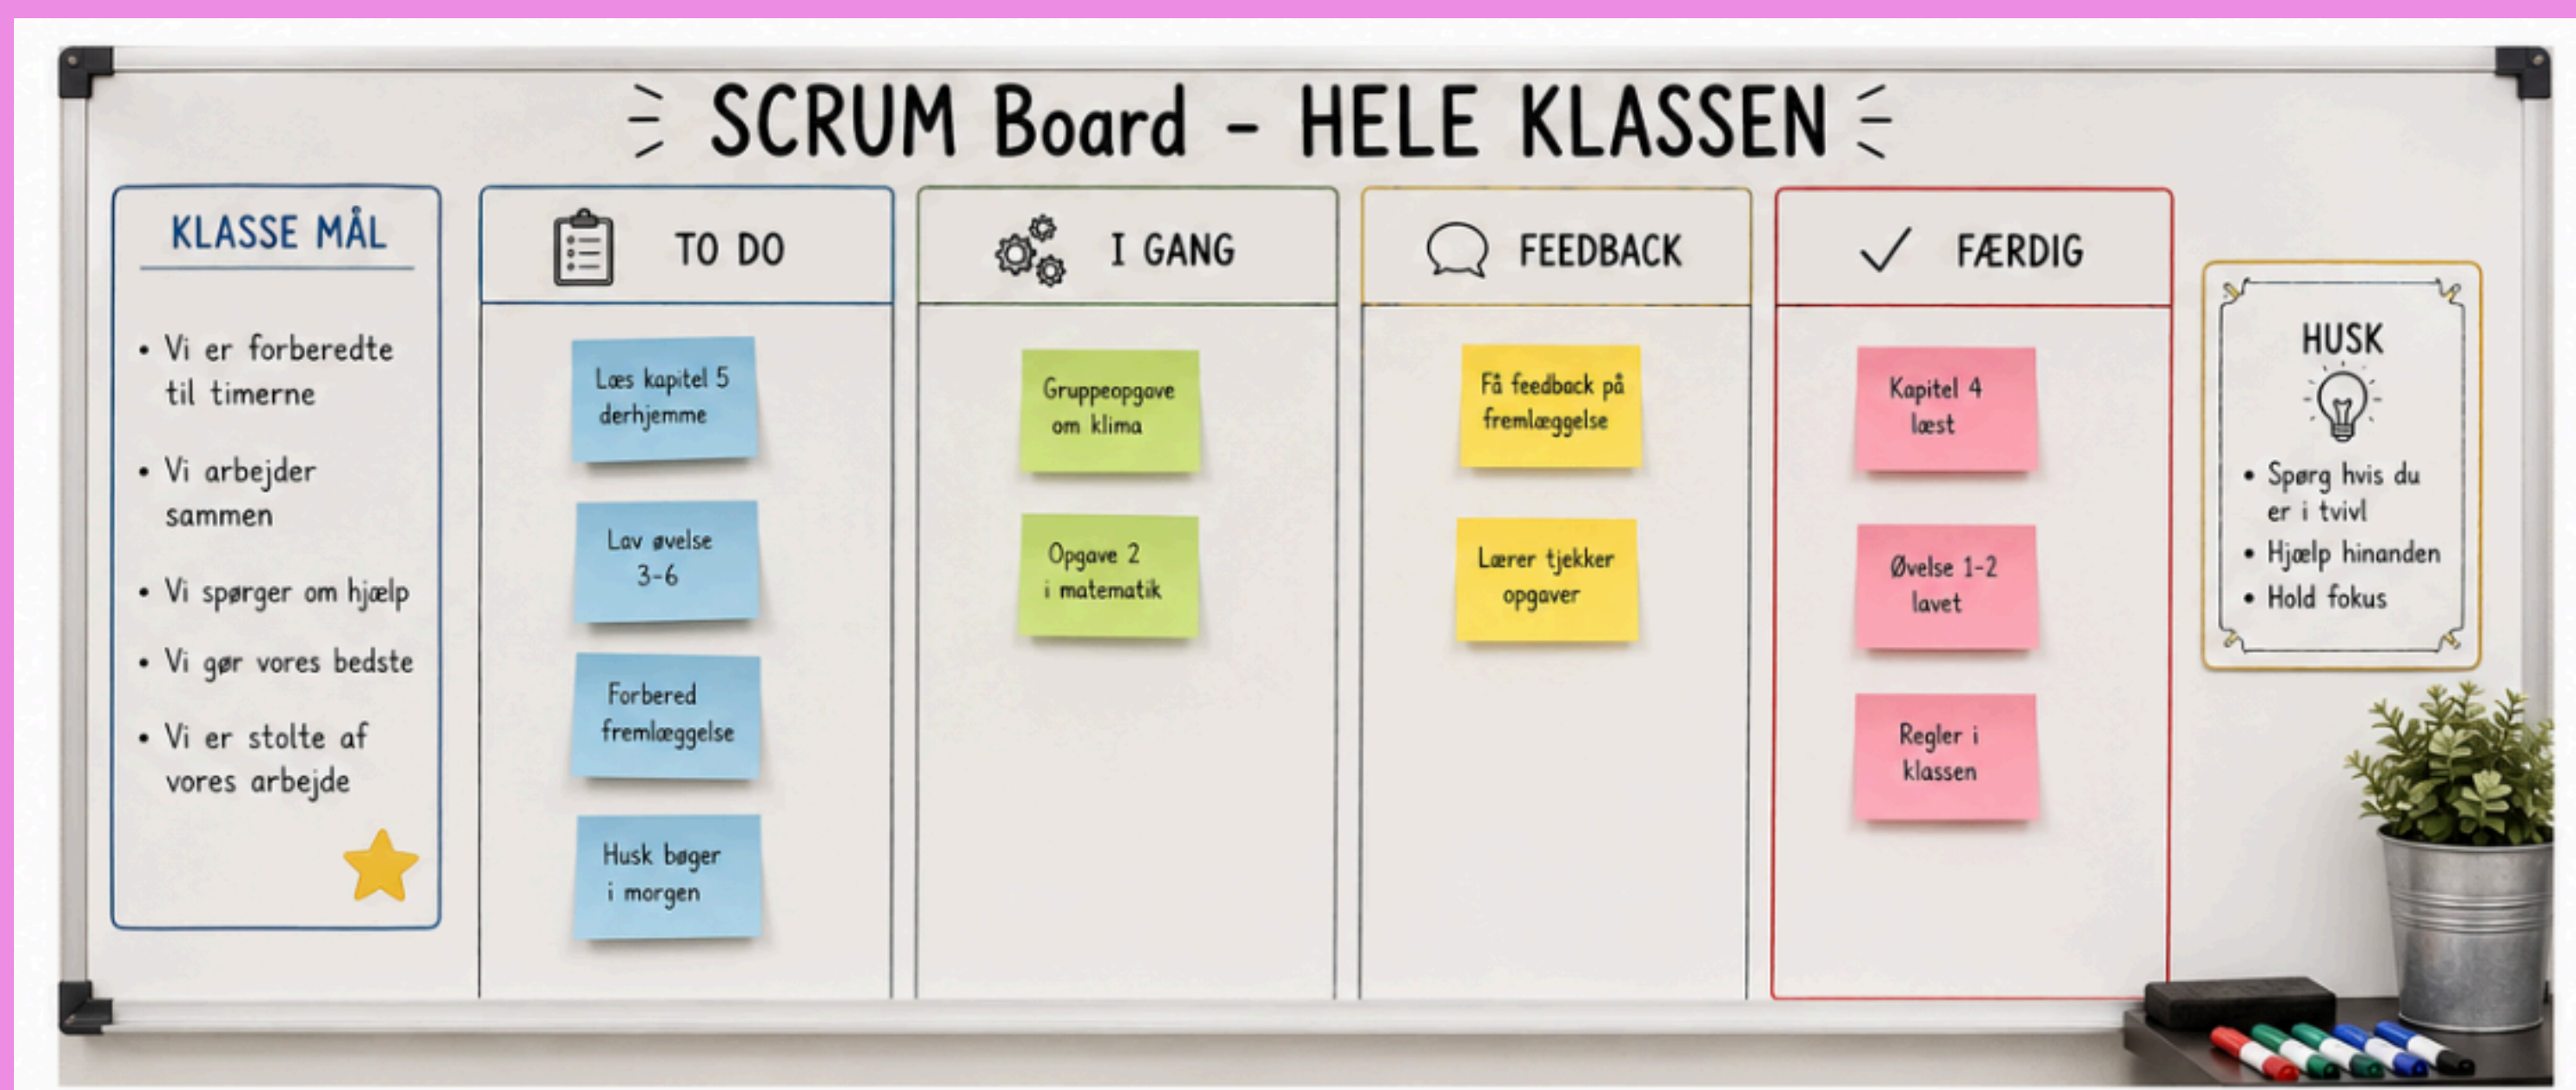 SCRUM Board - HELE KLASSEN
KLASSE MÅL
• Vi er forberedte
til timerne
• Vi arbejder
sammen
• Vi spørger om hjælp
• Vi gør vores bedste
• Vi er stolte af
vores arbejde
TO DO
Læs kapitel 5
derhjemme
Lav øvelse
3-6
Forbered
fremlæggelse
Husk bøger
i morgen
I GANG
Gruppeopgave
om klima
Opgave 2
i matematik
FEEDBACK
Få feedback på
fremlæggelse
Lærer tjekker
opgaver
FÆRDIG
Kapitel 4
læst
Øvelse 1-2
lavet
Regler i
klassen
HUSK
• Spørg hvis du
er i tvivl
• Hjælp hinanden
• Hold fokus